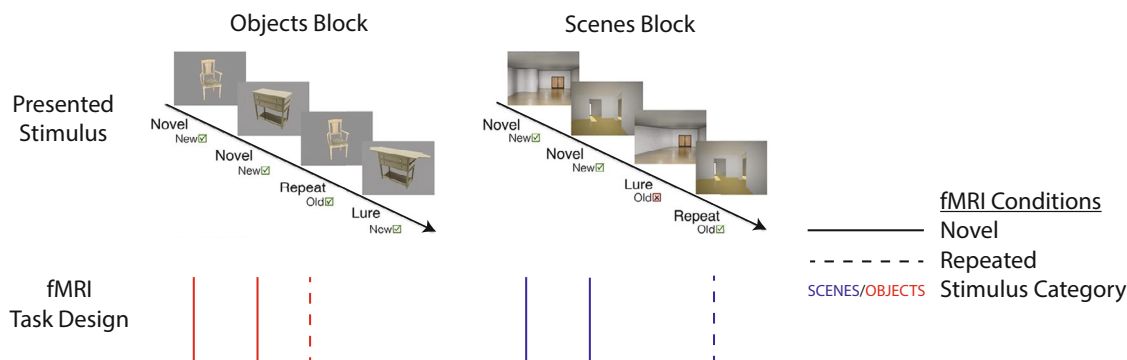 Objects Block
Scenes Block
Presented
Stimulus
Novel
New
Novel
New
Repeat
Old
Lure
New
Novel
New
Novel
New
Lure
Old
Repeat
Old
fMRI Conditions
Novel
Repeated
SCENES/OBJECTS Stimulus Category
fMRI
Task Design